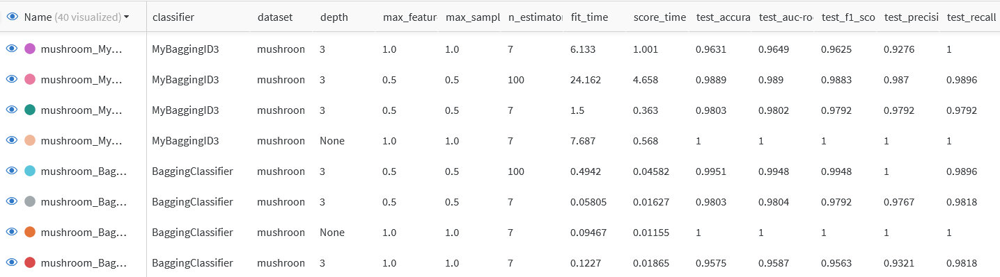 Name (40 visualized) classifier dataset depth max_featur max_sampl n_estimato fit_time score_time test_accura test_auc-ro test_f1_sco test_precisi test_recall
mushroom_My... MyBaggingID3 mushroon 3 1.0 1.0 7 6.133 1.001 0.9631 0.9649 0.9625 0.9276 1
mushroom_My... MyBaggingID3 mushroon 3 0.5 0.5 100 24.162 4.658 0.9889 0.989 0.9883 0.987 0.9896
mushroom_My... MyBaggingID3 mushroon 3 0.5 0.5 7 1.5 0.363 0.9803 0.9802 0.9792 0.9792 0.9792
mushroom_My... MyBaggingID3 mushroon None 1.0 1.0 7 7.687 0.568 1 1 1 1 1
mushroom_Bag... BaggingClassifier mushroon 3 0.5 0.5 100 0.4942 0.04582 0.9951 0.9948 0.9948 1 0.9896
mushroom_Bag... BaggingClassifier mushroon 3 0.5 0.5 7 0.05805 0.01627 0.9803 0.9804 0.9792 0.9767 0.9818
mushroom_Bag... BaggingClassifier mushroon None 1.0 1.0 7 0.09467 0.01155 1 1 1 1 1
mushroom_Bag... BaggingClassifier mushroon 3 1.0 1.0 7 0.1227 0.01865 0.9575 0.9587 0.9563 0.9321 0.9818